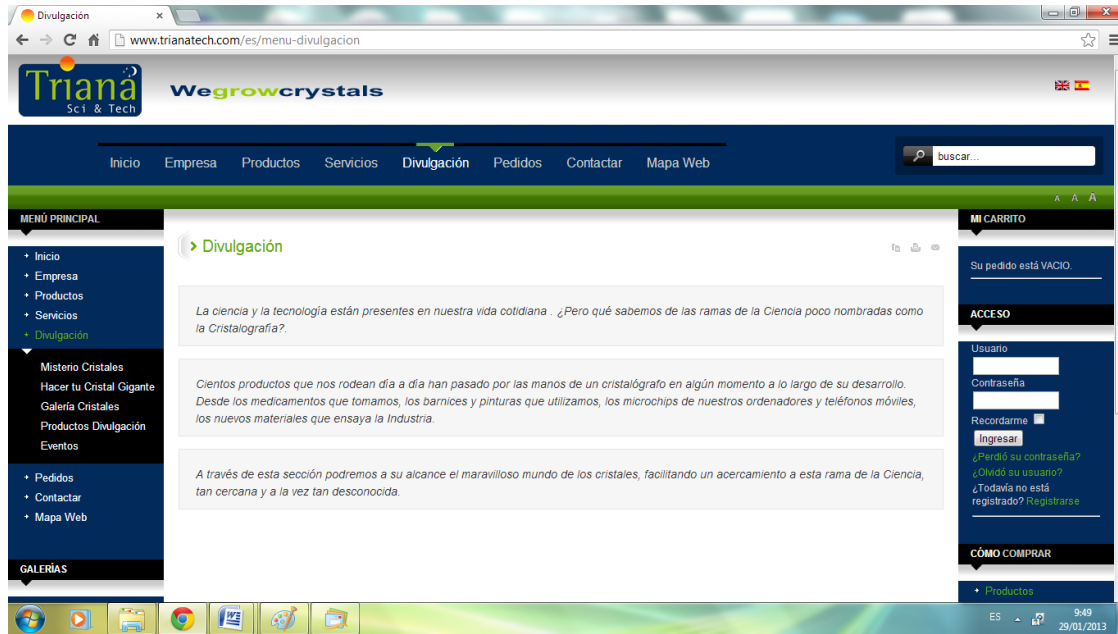 Divulgación
www.trianatech.com/es/menu-divulgacion
Triana
Sci & Tech
Wegrowcrystals
Inicio Empresa Productos Servicios Divulgación Pedidos Contactar Mapa Web
buscar...
A A A
MENÚ PRINCIPAL
Inicio
Empresa
Productos
Servicios
Divulgación
Misterio Cristales
Hacer tu Cristal Gigante
Galería Cristales
Productos Divulgación
Eventos
Pedidos
Contactar
Mapa Web
GALERÍAS
Divulgación
La ciencia y la tecnología están presentes en nuestra vida cotidiana . ¿Pero qué sabemos de las ramas de la Ciencia poco nombradas como
la Cristalografía?.
Cientos productos que nos rodean día a día han pasado por las manos de un cristalógrafo en algún momento a lo largo de su desarrollo.
Desde los medicamentos que tomamos, los barnices y pinturas que utilizamos, los microchips de nuestros ordenadores y teléfonos móviles,
los nuevos materiales que ensaya la Industria.
A través de esta sección podremos a su alcance el maravilloso mundo de los cristales, facilitando un acercamiento a esta rama de la Ciencia,
tan cercana y a la vez tan desconocida.
MI CARRITO
Su pedido está VACIO.
ACCESO
Usuario
Contraseña
Recordarme
Ingresar
¿Perdió su contraseña?
¿Olvidó su usuario?
¿Todavía no está
registrado? Registrarse
CÓMO COMPRAR
Productos
ES
9:49
29/01/2013